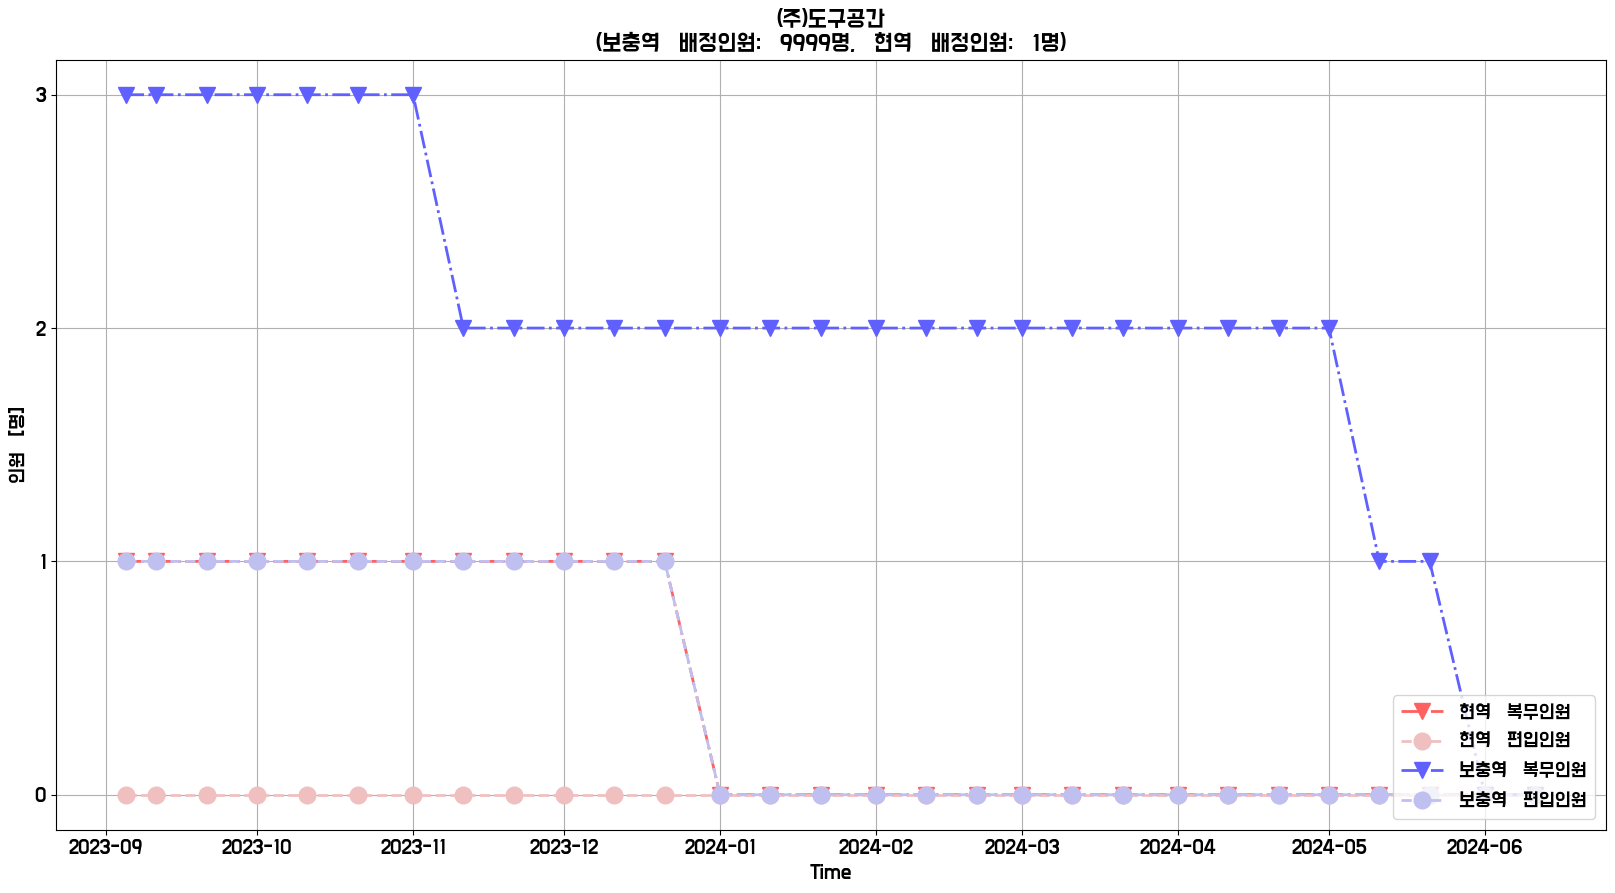 (주)도구공간
(보충역 배정인원: 9999명, 현역 배정인원: 1명)
인원 [명]
3
2
1
0
현역 복무인원
현역 편입인원
보충역 복무인원
보충역 편입인원
2023-09 2023-10 2023-11 2023-12 2024-01 2024-02 2024-03 2024-04 2024-05 2024-06
Time